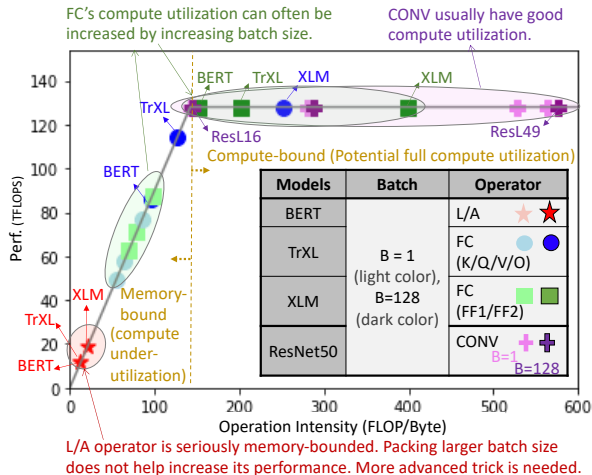 FC's compute utilization can often be
increased by increasing batch size.
CONV usually have good
compute utilization.
140
120
100
80
60
40
20
0
Perf. (TFLOPS)
BERT
TrXL
XLM
XLM
TrXL
ResL16
ResL49
Compute-bound (Potential full compute utilization)
BERT
Memory-
bound
(compute
under-
utilization)
XLM
TrXL
BERT
Models Batch Operator
BERT L/A
TrXL FC
(K/Q/V/O)
XLM FC
(FF1/FF2)
ResNet50 CONV
B = 1
(light color),
B=128
(dark color)
B=1
B=128
0 100 200 300 400 500 600
Operation Intensity (FLOP/Byte)
L/A operator is seriously memory-bounded. Packing larger batch size
does not help increase its performance. More advanced trick is needed.